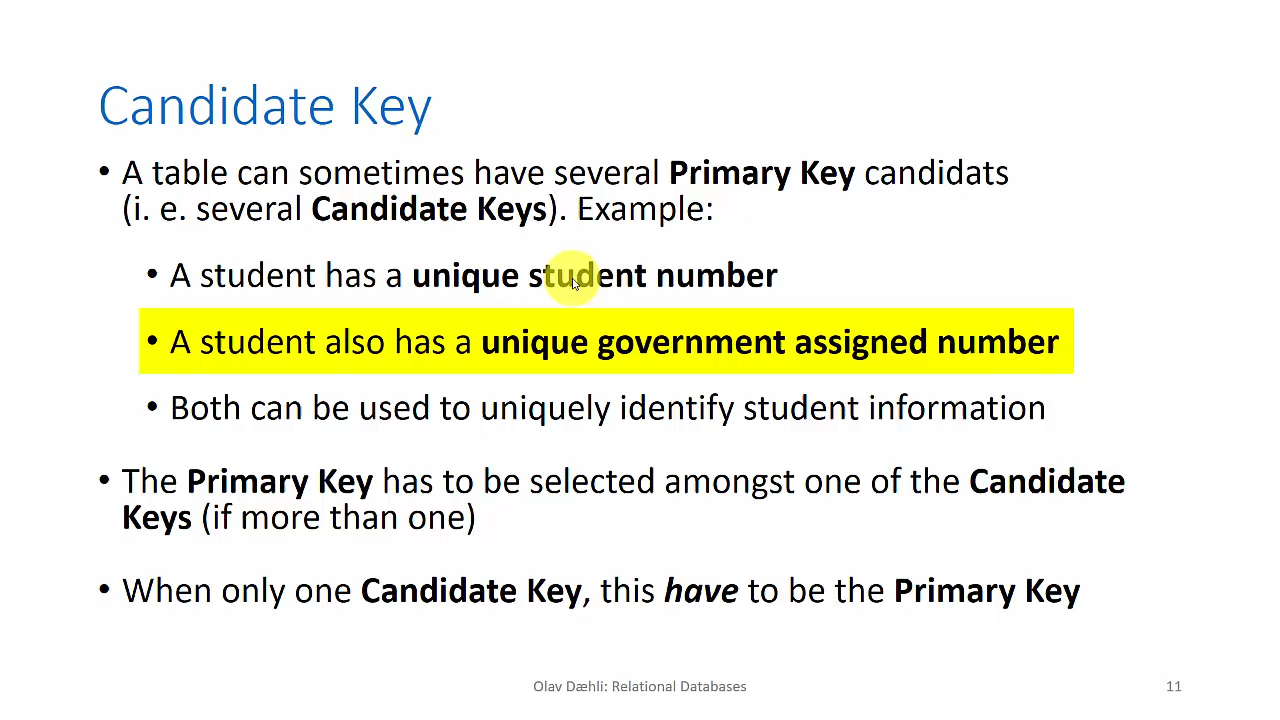 Candidate Key
• A table can sometimes have several Primary Key candidats
(i. e. several Candidate Keys). Example:
• A student has a unique student number
• A student also has a unique government assigned number
• Both can be used to uniquely identify student information
• The Primary Key has to be selected amongst one of the Candidate
Keys (if more than one)
• When only one Candidate Key, this have to be the Primary Key
Olav Dæhli: Relational Databases
11